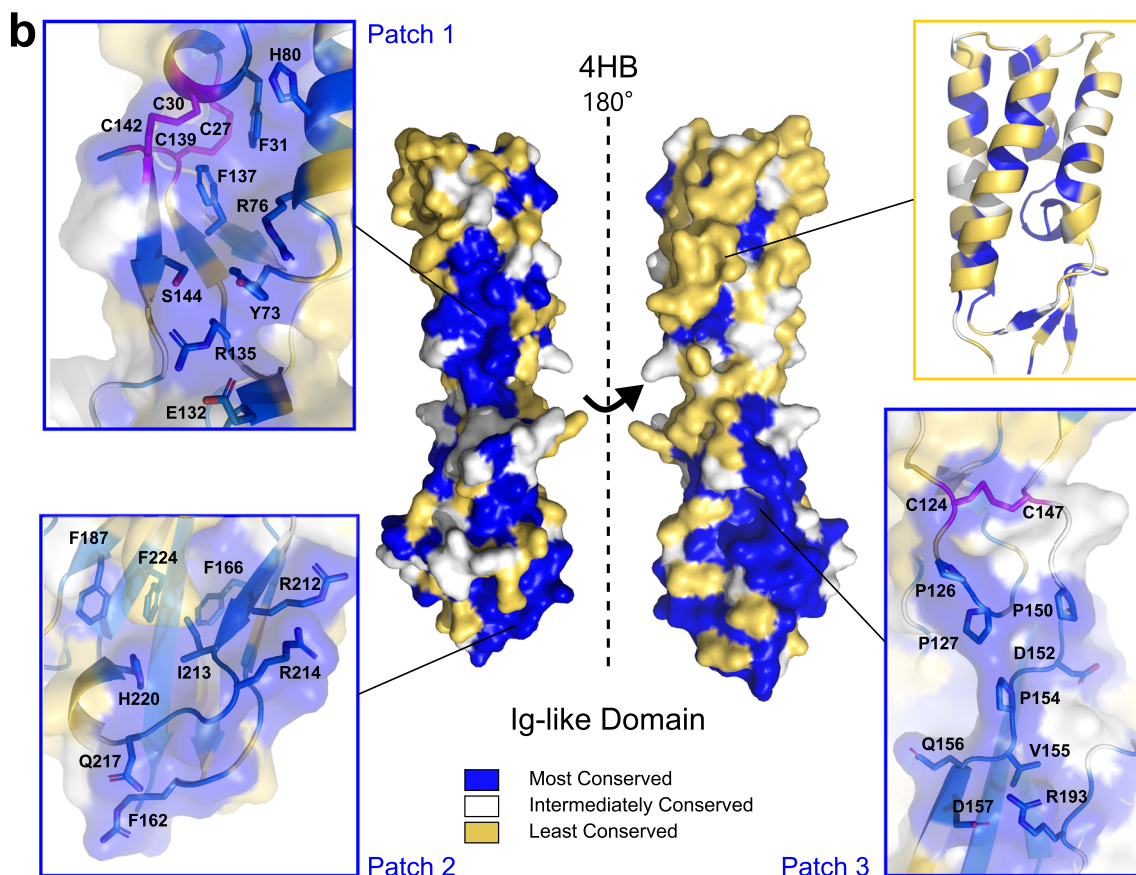 b
Patch 1
H80
C30
C142
C139
C27
F31
F137
R76
S144
Y73
R135
E132
4HB
180°
C124
C147
P126
P150
P127
D152
P154
Q156
V155
D157
R193
Patch 3
F187
F224
F166
R212
I213
R214
H220
Q217
F162
Patch 2
Ig-like Domain
Most Conserved
Intermediately Conserved
Least Conserved